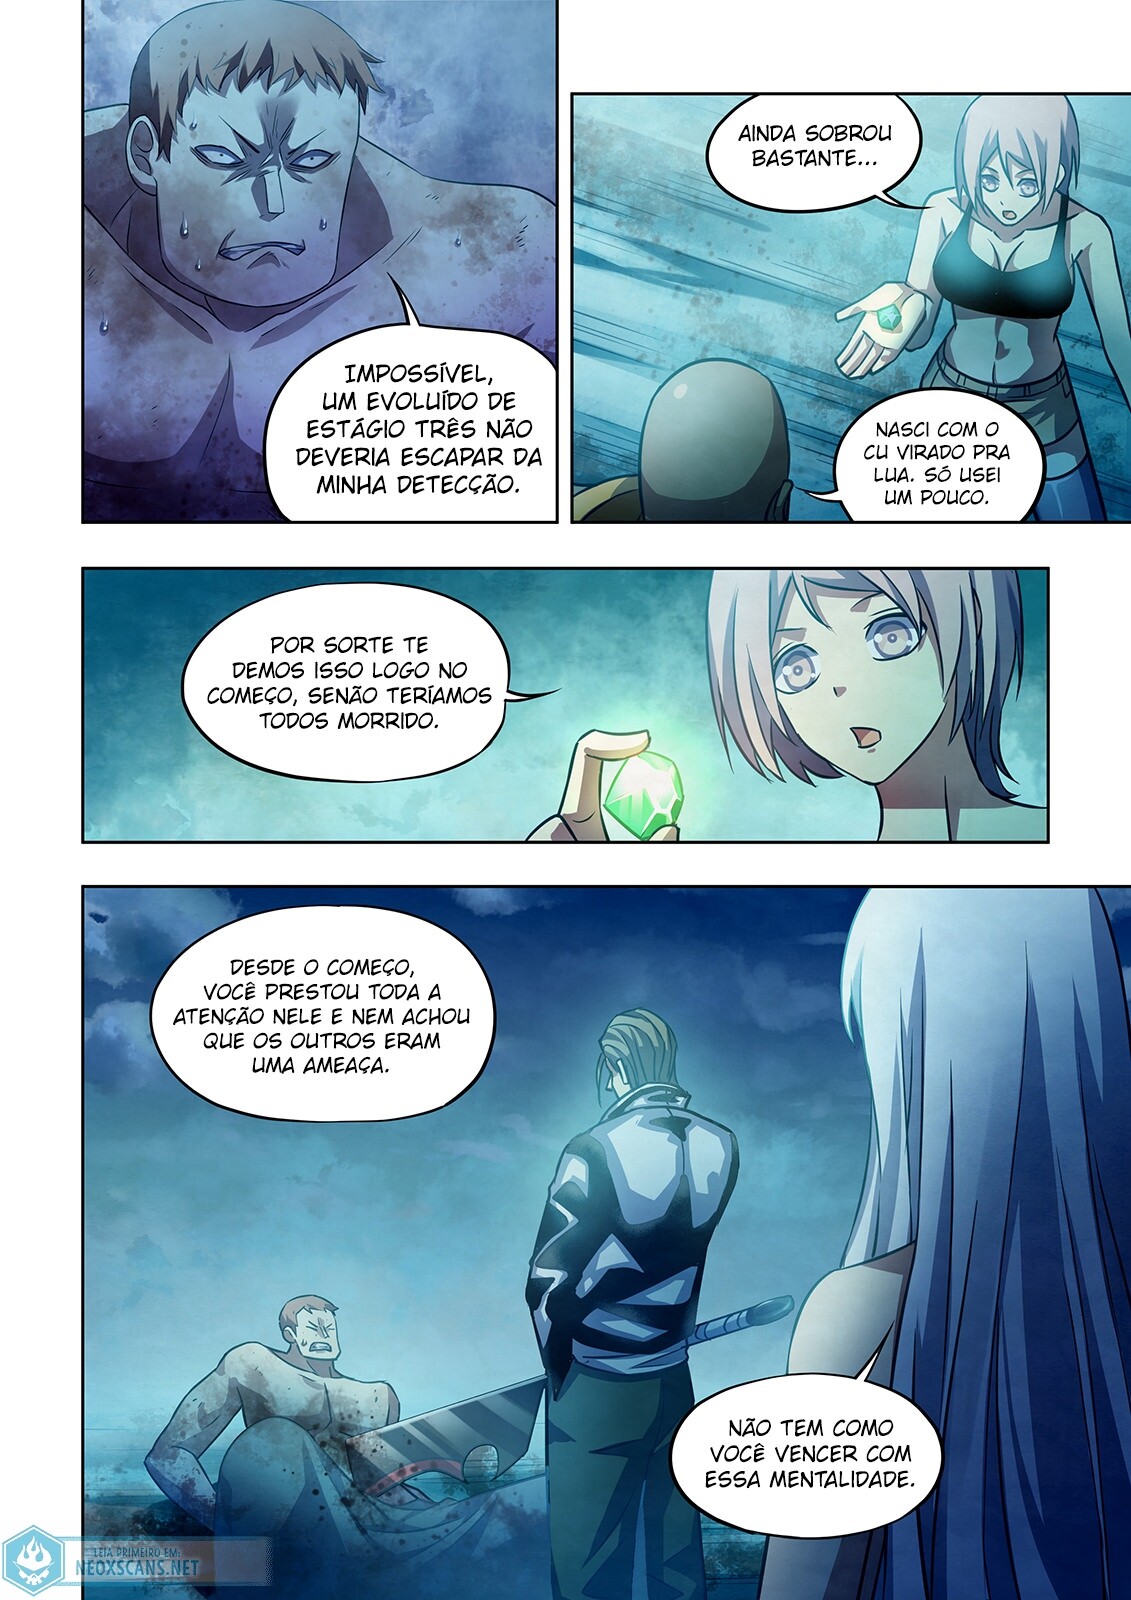 IMPOSSÍVEL,
UM EVOLUÍDO DE
ESTÁGIO TRÊS NÃO
DEVERIA ESCAPAR DA
MINHA DETECÇÃO.
AINDA SOBROU
BASTANTE...
NASCI COM O
CU VIRADO PRA
LUA. SÓ USEI
UM POUCO.
POR SORTE TE
DEMOS ISSO LOGO NO
COMEÇO, SENÃO TERÍAMOS
TODOS MORRIDO.
DESDE O COMEÇO,
VOCÊ PRESTOU TODA A
ATENÇÃO NELE E NEM ACHOU
QUE OS OUTROS ERAM
UMA AMEAÇA.
NÃO TEM COMO
VOCÊ VENCER COM
ESSA MENTALIDADE.
LEIA PRIMEIRO EM:
NEOXSCANS.NET